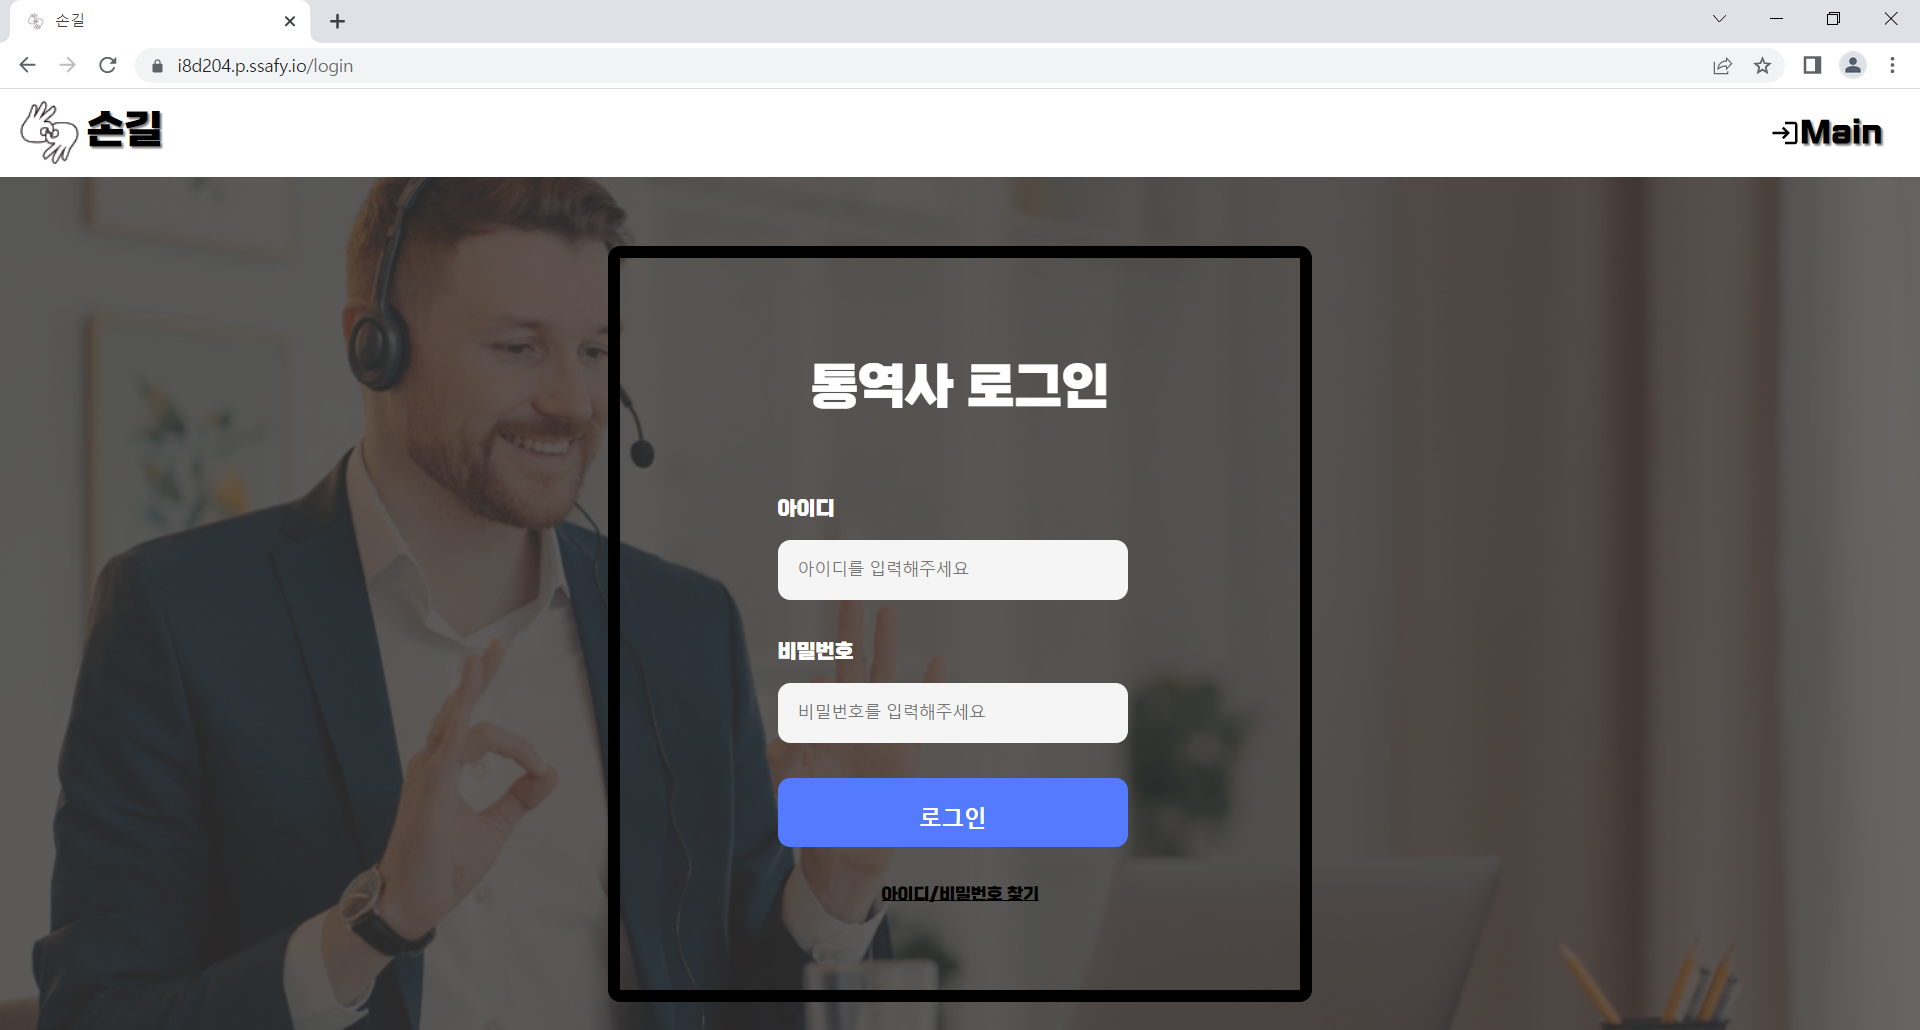 손길
i8d204.p.ssafy.io/login
손길
Main
통역사 로그인
아이디
아이디를 입력해주세요
비밀번호
비밀번호를 입력해주세요
로그인
아이디/비밀번호 찾기